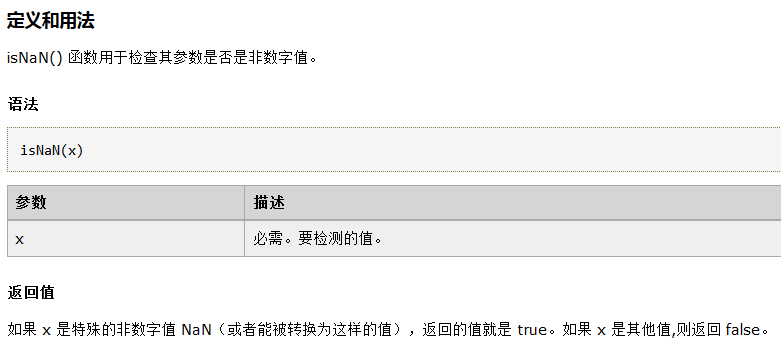 定义和用法
isNaN() 函数用于检查其参数是否是非数字值。
语法
isNaN(x)
参数 描述
x 必需。要检测的值。
返回值
如果 x 是特殊的非数字值 NaN（或者能被转换为这样的值），返回的值就是 true。如果 x 是其他值,则返回 false。